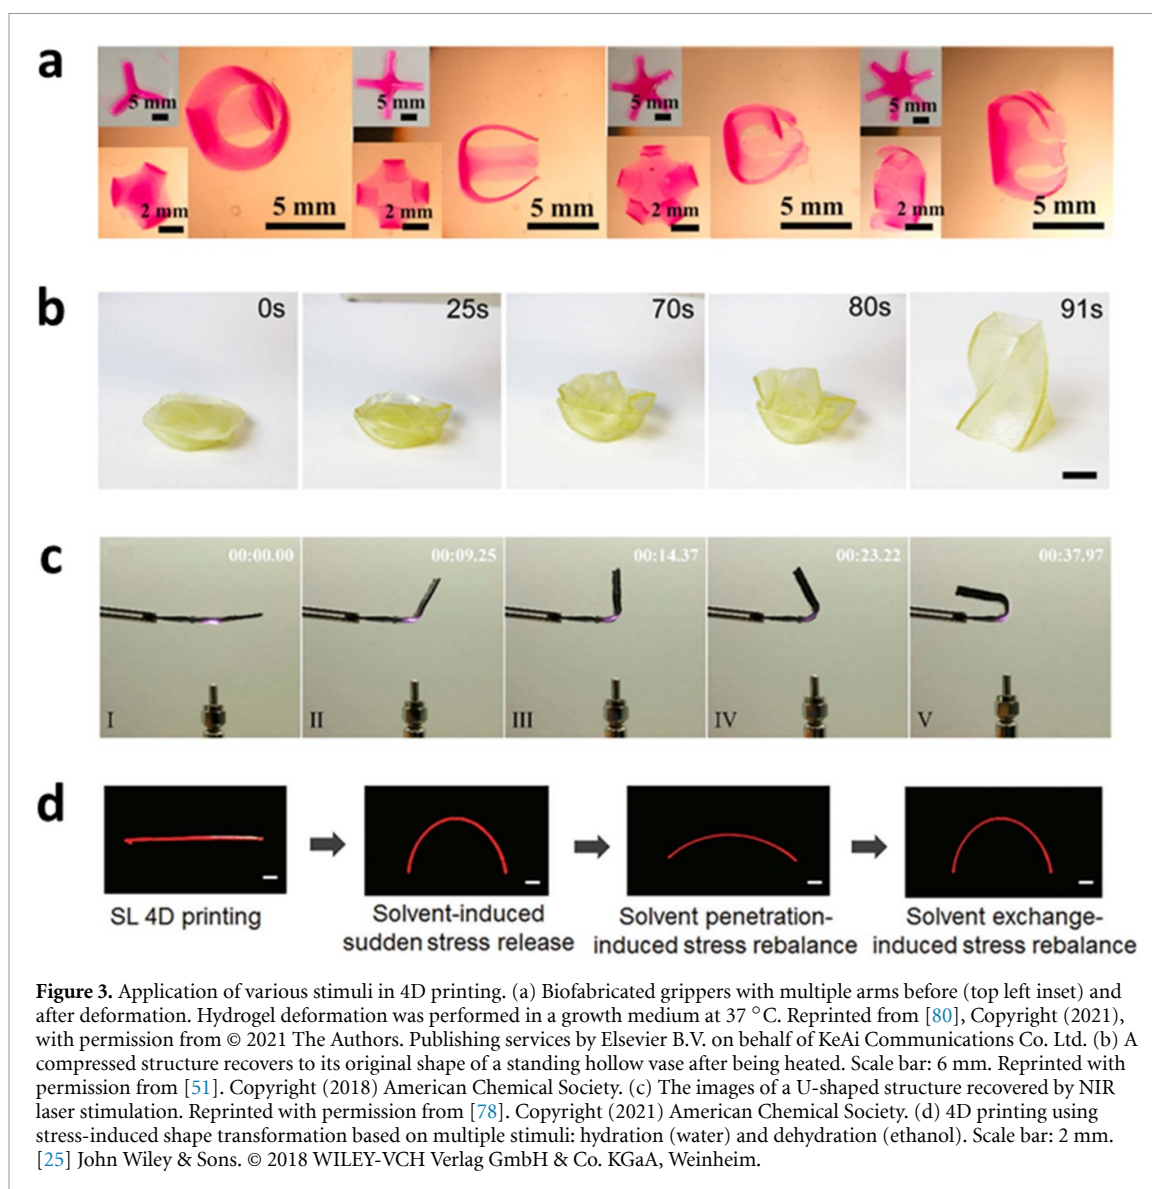 a
5 mm
2 mm
5 mm
5 mm
2 mm
5 mm
5 mm
2 mm
5 mm
5 mm
2 mm
5 mm
b
0s
25s
70s
80s
91s
c
00:00.00
00:09.25
00:14.37
00:23.22
00:37.97
I
II
III
IV
V
d
SL 4D printing
Solvent-induced
sudden stress release
Solvent penetration-
induced stress rebalance
Solvent exchange-
induced stress rebalance
Figure 3. Application of various stimuli in 4D printing. (a) Biofabricated grippers with multiple arms before (top left inset) and
after deformation. Hydrogel deformation was performed in a growth medium at 37 °C. Reprinted from [80], Copyright (2021),
with permission from © 2021 The Authors. Publishing services by Elsevier B.V. on behalf of KeAi Communications Co. Ltd. (b) A
compressed structure recovers to its original shape of a standing hollow vase after being heated. Scale bar: 6 mm. Reprinted with
permission from [51]. Copyright (2018) American Chemical Society. (c) The images of a U-shaped structure recovered by NIR
laser stimulation. Reprinted with permission from [78]. Copyright (2021) American Chemical Society. (d) 4D printing using
stress-induced shape transformation based on multiple stimuli: hydration (water) and dehydration (ethanol). Scale bar: 2 mm.
[25] John Wiley & Sons. © 2018 WILEY-VCH Verlag GmbH & Co. KGaA, Weinheim.